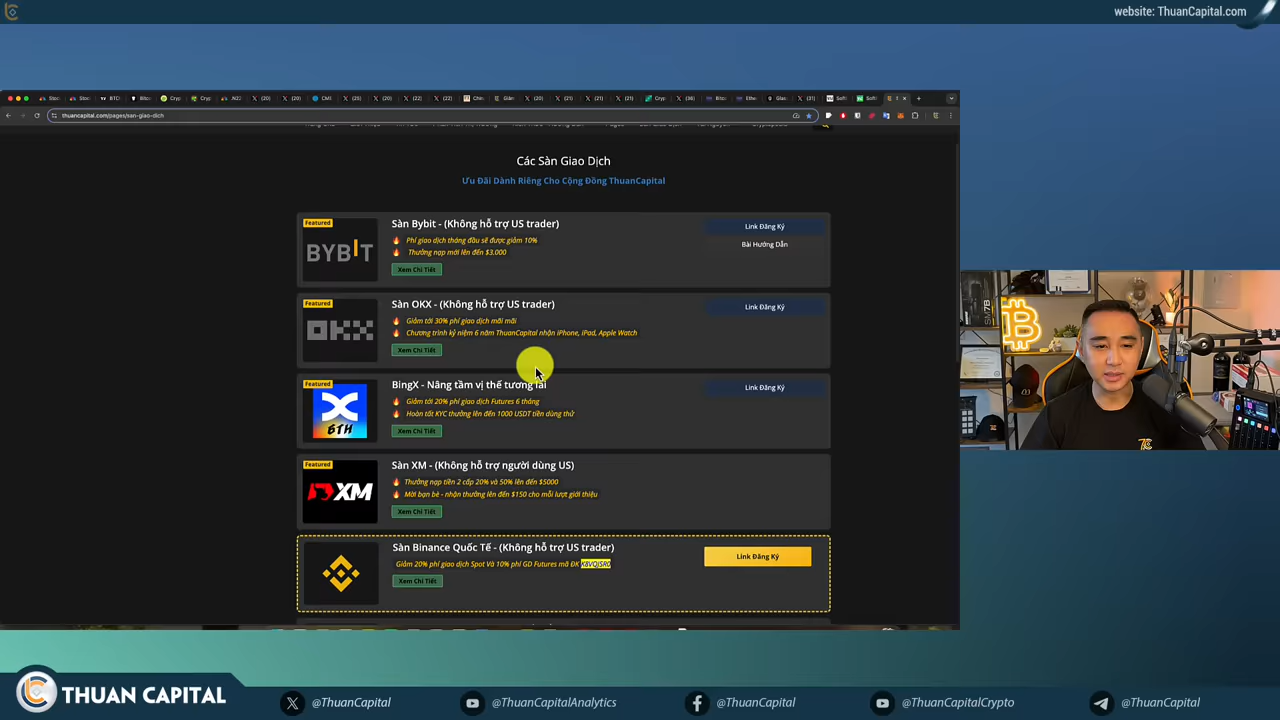 website: ThuanCapital.com
thuancapital.com/pages/san-giao-dich
Các Sàn Giao Dịch
Ưu Đãi Dành Riêng Cho Cộng Đồng ThuanCapital
Featured
BYBIT
Sàn Bybit - (Không hỗ trợ US trader)
Phí giao dịch tháng đầu sẽ được giảm 10%
Thưởng nạp mới lên đến $3.000
Xem Chi Tiết
Link Đăng Ký
Bài Hướng Dẫn
Featured
OKX
Sàn OKX - (Không hỗ trợ US trader)
Giảm tới 30% phí giao dịch mãi mãi
Chương trình kỷ niệm 6 năm ThuanCapital nhận iPhone, iPad, Apple Watch
Xem Chi Tiết
Link Đăng Ký
Featured
6TH
BingX - Nâng tầm vị thế tương lai
Giảm tới 20% phí giao dịch Futures 6 tháng
Hoàn tất KYC thưởng lên đến 1000 USDT tiền dùng thử
Xem Chi Tiết
Link Đăng Ký
Featured
XM
Sàn XM - (Không hỗ trợ người dùng US)
Thưởng nạp tiền 2 cấp 20% và 50% lên đến $5000
Mời bạn bè - nhận thưởng lên đến $150 cho mỗi lượt giới thiệu
Xem Chi Tiết
Sàn Binance Quốc Tế - (Không hỗ trợ US trader)
Giảm 20% phí giao dịch Spot Và 10% phí GD Futures mã ĐK
Xem Chi Tiết
Link Đăng Ký
SM7B
THUAN CAPITAL
@ThuanCapital
@ThuanCapitalAnalytics
@ThuanCapital
@ThuanCapitalCrypto
@ThuanCapital